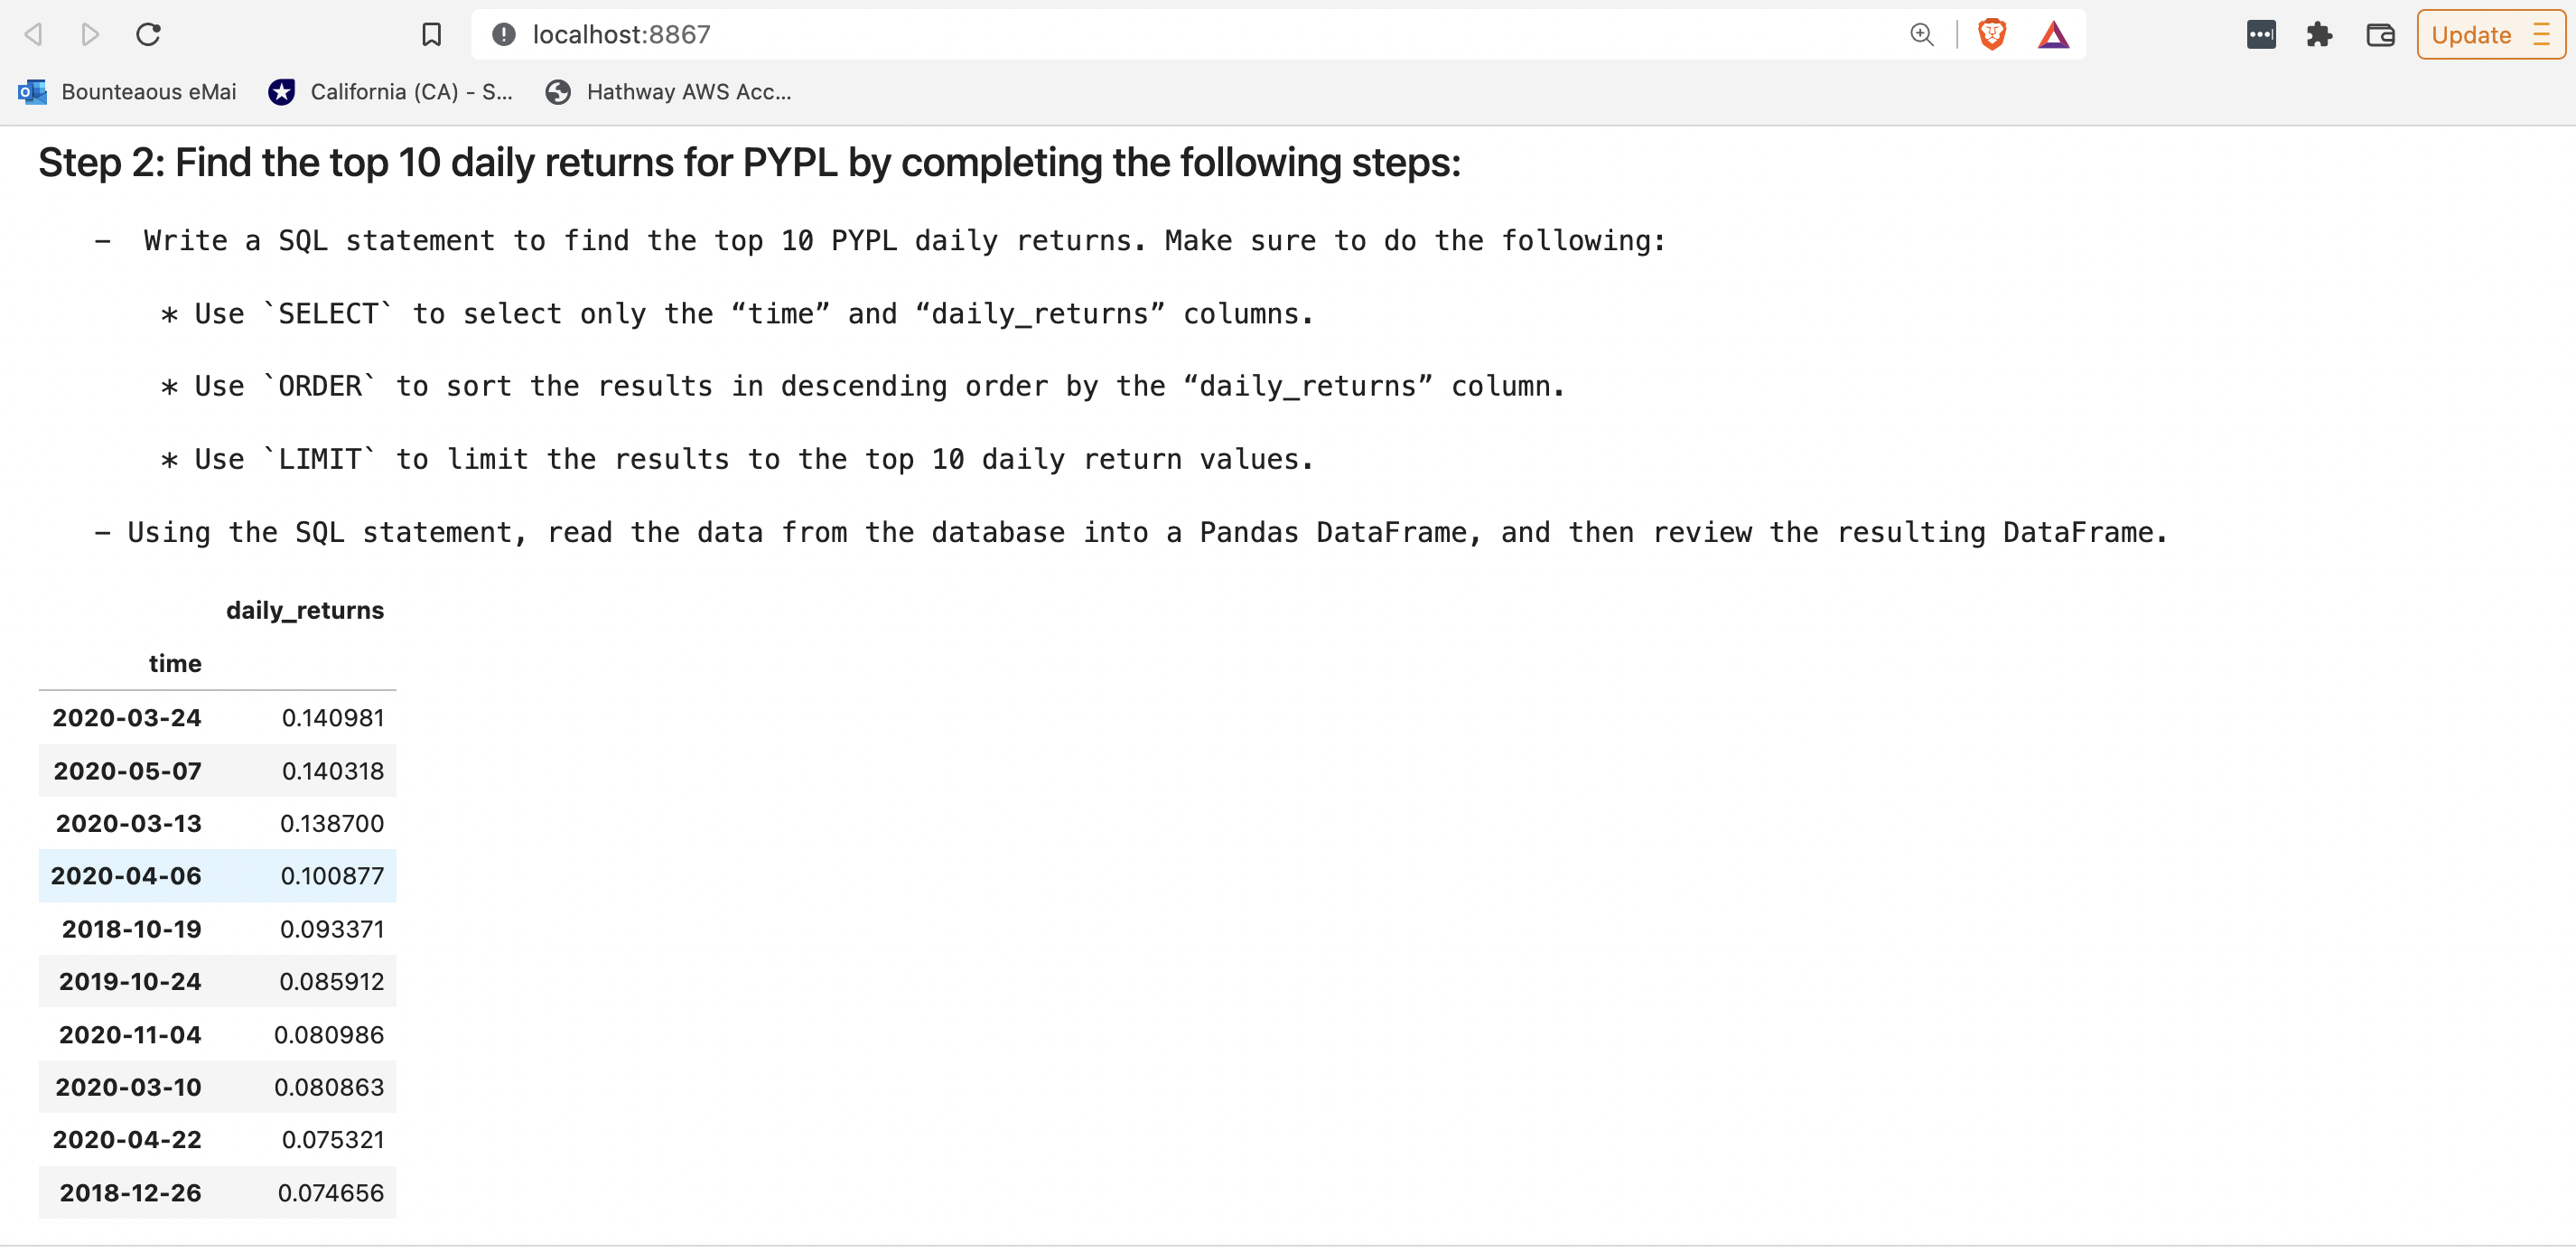 localhost:8867
Update
Bounteaous eMai
California (CA) - S...
Hathway AWS Acc...
Step 2: Find the top 10 daily returns for PYPL by completing the following steps:
– Write a SQL statement to find the top 10 PYPL daily returns. Make sure to do the following:
* Use `SELECT` to select only the “time” and “daily_returns” columns.
* Use `ORDER` to sort the results in descending order by the “daily_returns” column.
* Use `LIMIT` to limit the results to the top 10 daily return values.
– Using the SQL statement, read the data from the database into a Pandas DataFrame, and then review the resulting DataFrame.
daily_returns
time
2020-03-24 0.140981
2020-05-07 0.140318
2020-03-13 0.138700
2020-04-06 0.100877
2018-10-19 0.093371
2019-10-24 0.085912
2020-11-04 0.080986
2020-03-10 0.080863
2020-04-22 0.075321
2018-12-26 0.074656